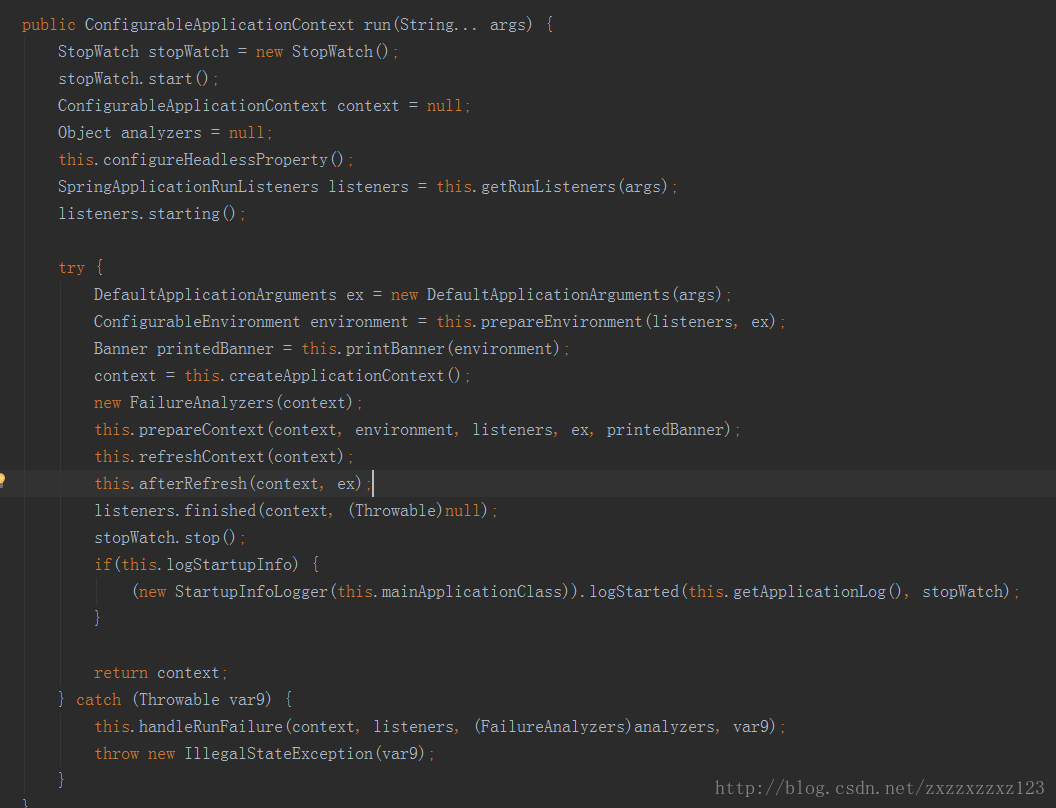 public ConfigurableApplicationContext run(String... args) {
    StopWatch stopWatch = new StopWatch();
    stopWatch.start();
    ConfigurableApplicationContext context = null;
    Object analyzers = null;
    this.configureHeadlessProperty();
    SpringApplicationRunListeners listeners = this.getRunListeners(args);
    listeners.starting();

    try {
        DefaultApplicationArguments ex = new DefaultApplicationArguments(args);
        ConfigurableEnvironment environment = this.prepareEnvironment(listeners, ex);
        Banner printedBanner = this.printBanner(environment);
        context = this.createApplicationContext();
        new FailureAnalyzers(context);
        this.prepareContext(context, environment, listeners, ex, printedBanner);
        this.refreshContext(context);
        this.afterRefresh(context, ex);
        listeners.finished(context, (Throwable)null);
        stopWatch.stop();
        if(this.logStartupInfo) {
            (new StartupInfoLogger(this.mainApplicationClass)).logStarted(this.getApplicationLog(), stopWatch);
        }

        return context;
    } catch (Throwable var9) {
        this.handleRunFailure(context, listeners, (FailureAnalyzers)analyzers, var9);
        throw new IllegalStateException(var9);
    }
}
http://blog.csdn.net/zxzzxzzxz123